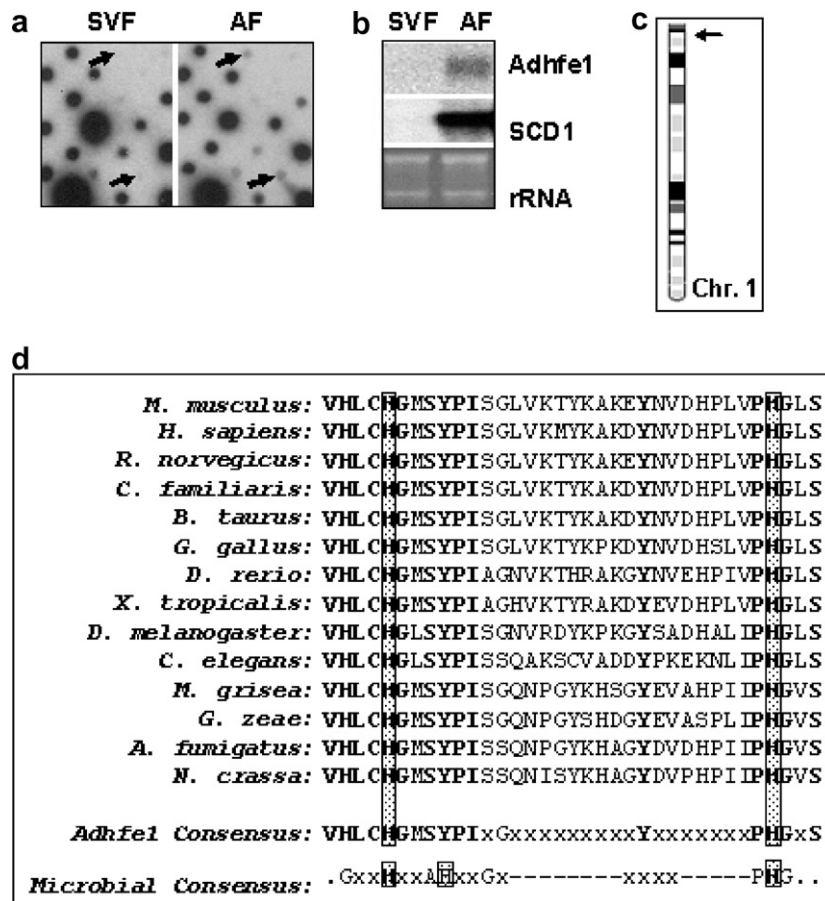 a
SVF AF
b
SVF AF
Adhfe1
SCD1
rRNA
c
Chr. 1
d
M. musculus: VHLCHGMSYPISGLVKTYKAKEYNVDHPLVPHGLS
H. sapiens: VHLCHGMSYPISGLVKMYKAKDYNVDHPLVPHGLS
R. norvegicus: VHLCHGMSYPISGLVKTYKAKEYNVDHPLVPHGLS
C. familiaris: VHLCHGMSYPISGLVKTYKAKDYNVDHPLVPHGLS
B. taurus: VHLCHGMSYPISGLVKTYKAKDYNVDHPLVPHGLS
G. gallus: VHLCHGMSYPISGLVKTYKPKDYNVDHSLVPHGLS
D. rerio: VHLCHGMSYPIAGNVKTHRAKGYNVEHPIVPHGLS
X. tropicalis: VHLCHGMSYPIAGHVKTYRAKDYEVDHPLVPHGLS
D. melanogaster: VHLCHGLSYPISGNVRDYKPKGYSADHALIPHGLS
C. elegans: VHLCHGLSYPISSQAKSCVADDYPKEKNLIPHGLS
M. grisea: VHLCHGMSYPISGQNPGYKHSGYEVAHPIIPHGVS
G. zeae: VHLCHGMSYPISGQNPGYSHDGYEVASPLIPHGVS
A. fumigatus: VHLCHGMSYPISSQNPGYKHAGYDVDHPIIPHGVS
N. crassa: VHLCHGMSYPISSQNISYKHAGYDVPHPIIPHGVS
Adhfe1 Consensus: VHLCHGMSYPIxGxxxxxxxxxYxxxxxxxPHGxS
Microbial Consensus: .GxxHxxAHxxGx--------xxxx-----PHG..